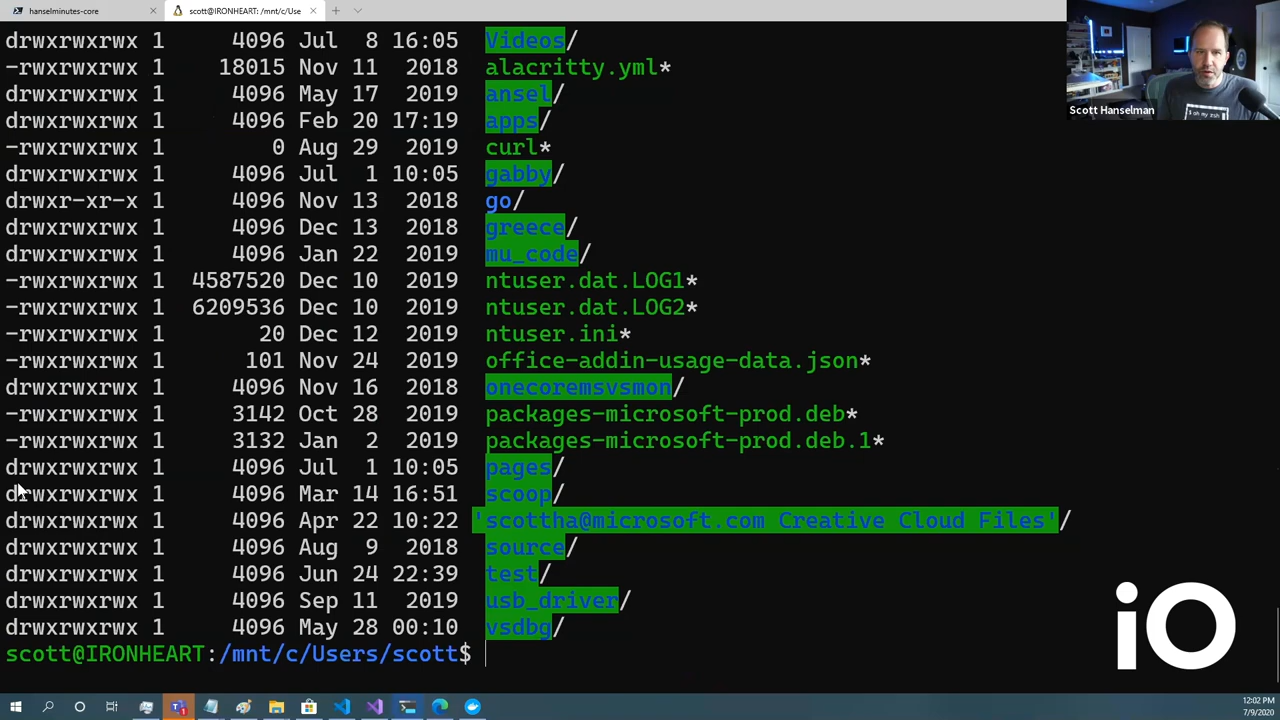 hanselminutes-core
scott@IRONHEART: /mnt/c/Use
drwxrwxrwx 1 4096 Jul 8 16:05 Videos/
-rwxrwxrwx 1 18015 Nov 11 2018 alacritty.yml*
drwxrwxrwx 1 4096 May 17 2019 ansel/
drwxrwxrwx 1 4096 Feb 20 17:19 apps/
-rwxrwxrwx 1 0 Aug 29 2019 curl*
drwxrwxrwx 1 4096 Jul 1 10:05 gabby/
drwxr-xr-x 1 4096 Nov 13 2018 go/
drwxrwxrwx 1 4096 Dec 13 2018 greece/
drwxrwxrwx 1 4096 Jan 22 2019 mu_code/
-rwxrwxrwx 1 4587520 Dec 10 2019 ntuser.dat.LOG1*
-rwxrwxrwx 1 6209536 Dec 10 2019 ntuser.dat.LOG2*
-rwxrwxrwx 1 20 Dec 12 2019 ntuser.ini*
-rwxrwxrwx 1 101 Nov 24 2019 office-addin-usage-data.json*
drwxrwxrwx 1 4096 Nov 16 2018 onecoremsvsmon/
-rwxrwxrwx 1 3142 Oct 28 2019 packages-microsoft-prod.deb*
-rwxrwxrwx 1 3132 Jan 2 2019 packages-microsoft-prod.deb.1*
drwxrwxrwx 1 4096 Jul 1 10:05 pages/
drwxrwxrwx 1 4096 Mar 14 16:51 scoop/
drwxrwxrwx 1 4096 Apr 22 10:22 'scottha@microsoft.com Creative Cloud Files'/
drwxrwxrwx 1 4096 Aug 9 2018 source/
drwxrwxrwx 1 4096 Jun 24 22:39 test/
drwxrwxrwx 1 4096 Sep 11 2019 usb_driver/
drwxrwxrwx 1 4096 May 28 00:10 vsdbg/
scott@IRONHEART:/mnt/c/Users/scott$
Scott Hanselman
$ oh my zsh
iO
12:02 PM
7/9/2020